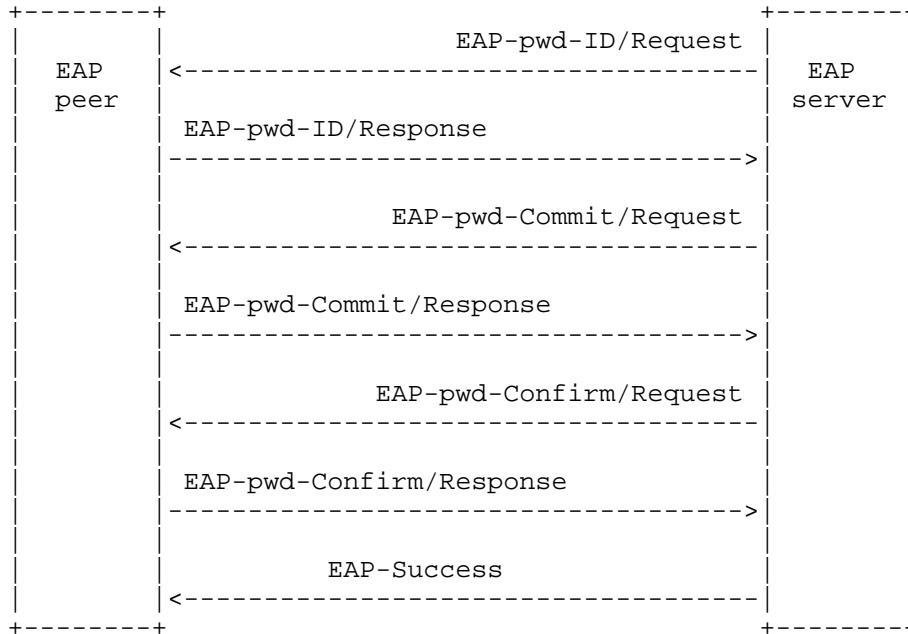 EAP-pwd-ID/Request
EAP EAP
peer server
EAP-pwd-ID/Response
EAP-pwd-Commit/Request
EAP-pwd-Commit/Response
EAP-pwd-Confirm/Request
EAP-pwd-Confirm/Response
EAP-Success